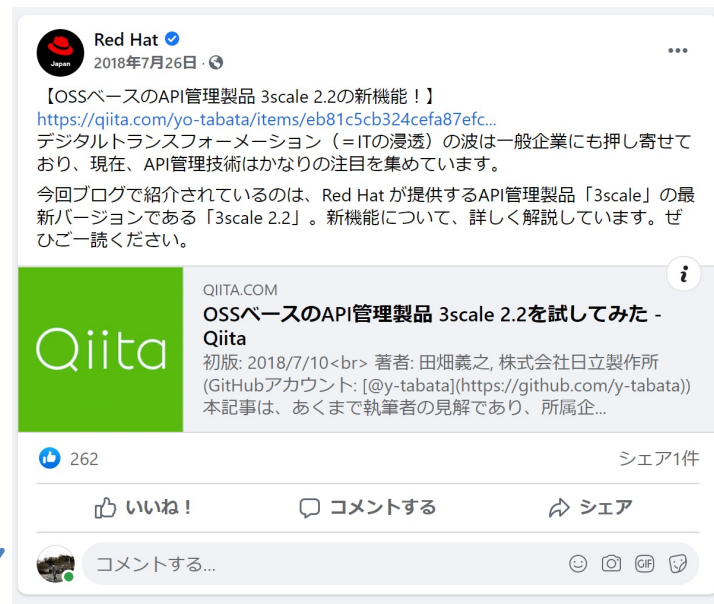 Red Hat
Japan
2018年7月26日 ·
【OSSベースのAPI管理製品 3scale 2.2の新機能！】
https://qiita.com/yo-tabata/items/eb81c5cb324cefa87efc...
デジタルトランスフォーメーション（＝ITの浸透）の波は一般企業にも押し寄せて
おり、現在、API管理技術はかなりの注目を集めています。
今回ブログで紹介されているのは、Red Hat が提供するAPI管理製品「3scale」の最
新バージョンである「3scale 2.2」。新機能について、詳しく解説しています。ぜ
ひご一読ください。
Qiita
QIITA.COM
OSSベースのAPI管理製品 3scale 2.2を試してみた -
Qiita
初版: 2018/7/10<br> 著者: 田畑義之, 株式会社日立製作所
(GitHubアカウント: [@y-tabata](https://github.com/y-tabata))
本記事は、あくまで執筆者の見解であり、所属企...
262
シェア1件
いいね！ コメントする シェア
コメントする...
GIF